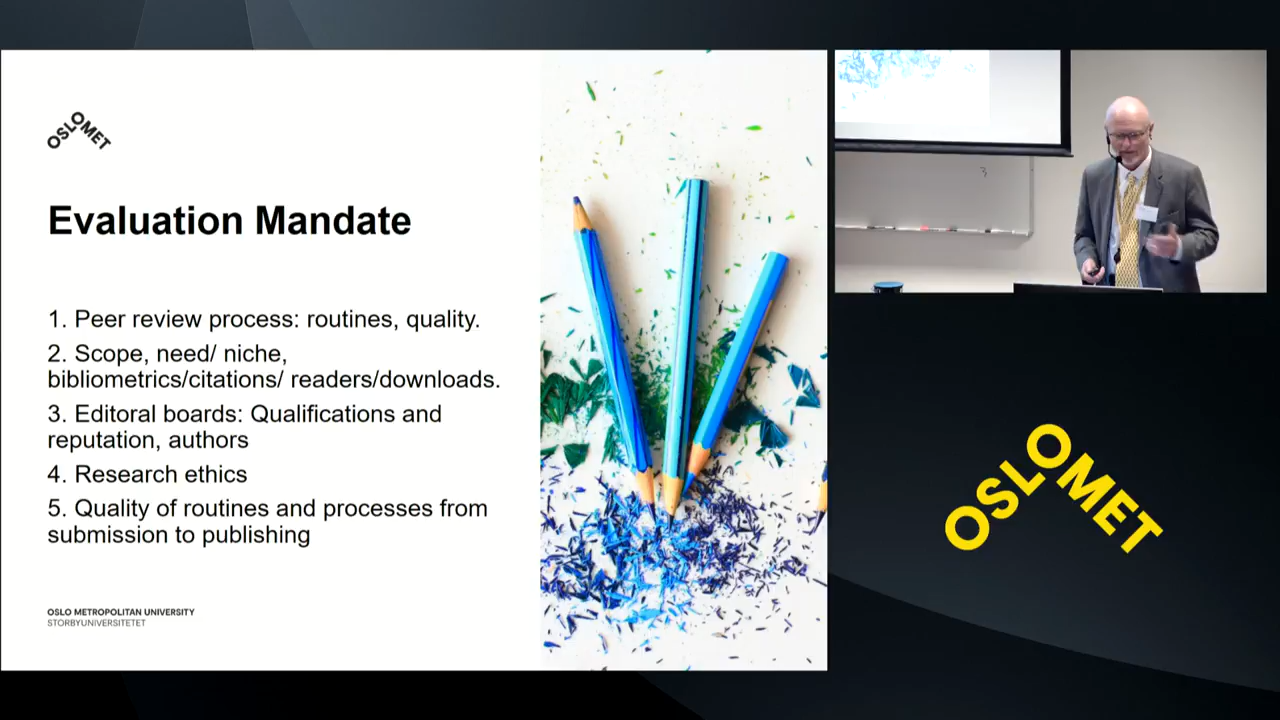 OSLOMET
Evaluation Mandate
1. Peer review process: routines, quality.
2. Scope, need/ niche,
bibliometrics/citations/ readers/downloads.
3. Editoral boards: Qualifications and
reputation, authors
4. Research ethics
5. Quality of routines and processes from
submission to publishing
OSLO METROPOLITAN UNIVERSITY
STORBYUNIVERSITETET
OSLOMET